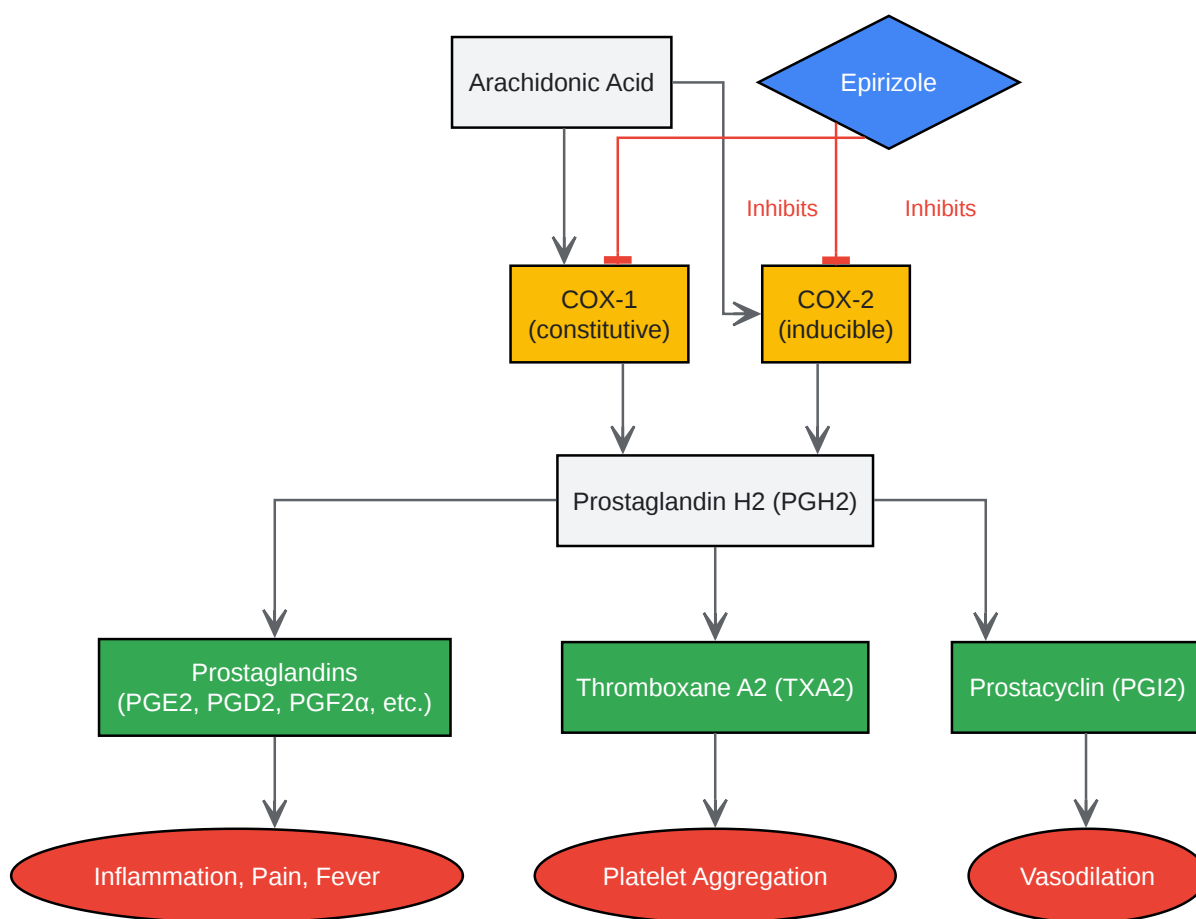 Arachidonic Acid
Epirizole
Inhibits
Inhibits
COX-1
(constitutive)
COX-2
(inducible)
Prostaglandin H2 (PGH2)
Prostaglandins
(PGE2, PGD2, PGF2α, etc.)
Thromboxane A2 (TXA2)
Prostacyclin (PGI2)
Inflammation, Pain, Fever
Platelet Aggregation
Vasodilation